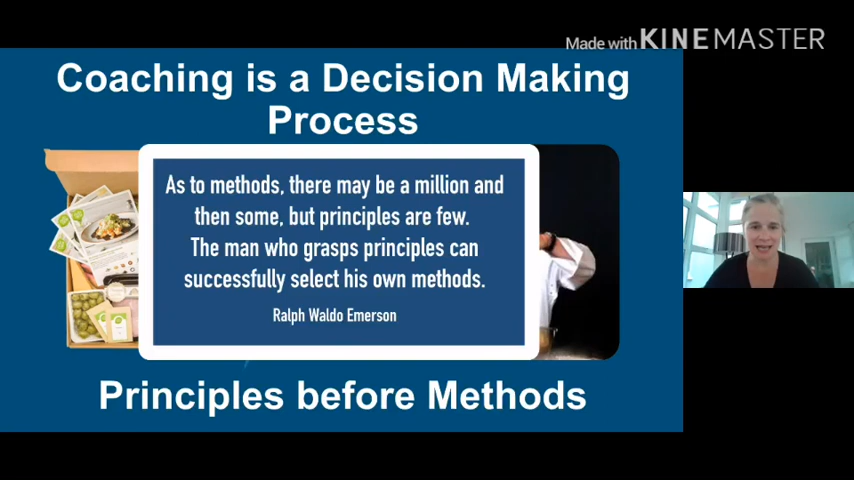 Made with KINEMASTER
Coaching is a Decision Making
Process
As to methods, there may be a million and
then some, but principles are few.
The man who grasps principles can
successfully select his own methods.
Ralph Waldo Emerson
Principles before Methods